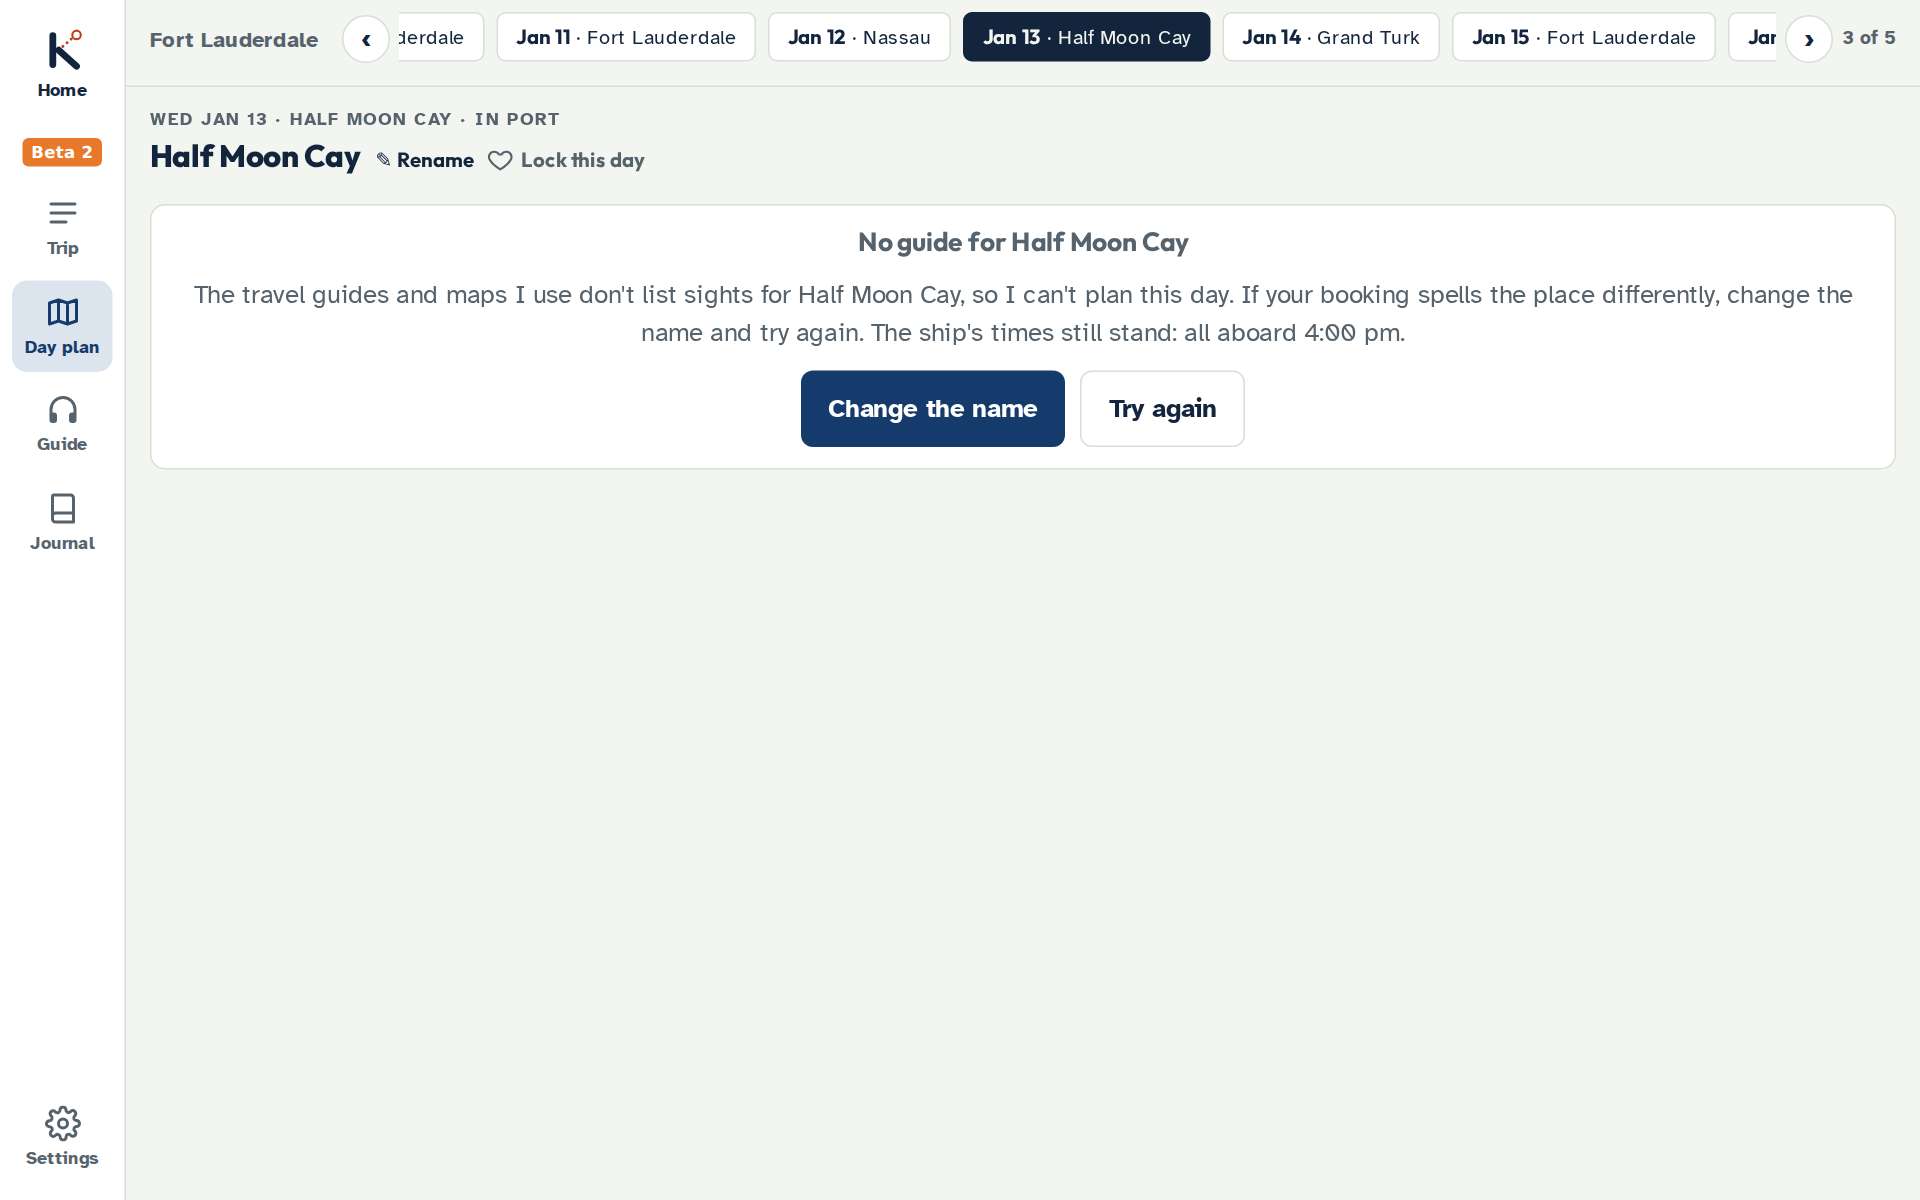 Home
Beta 2
Trip
Day plan
Guide
Journal
Settings
Fort Lauderdale
‹
derdale
Jan 11 · Fort Lauderdale
Jan 12 · Nassau
Jan 13 · Half Moon Cay
Jan 14 · Grand Turk
Jan 15 · Fort Lauderdale
Jan
›
3 of 5
WED JAN 13 · HALF MOON CAY · IN PORT
Half Moon Cay
✎ Rename
Lock this day
No guide for Half Moon Cay
The travel guides and maps I use don't list sights for Half Moon Cay, so I can't plan this day. If your booking spells the place differently, change the
name and try again. The ship's times still stand: all aboard 4:00 pm.
Change the name
Try again